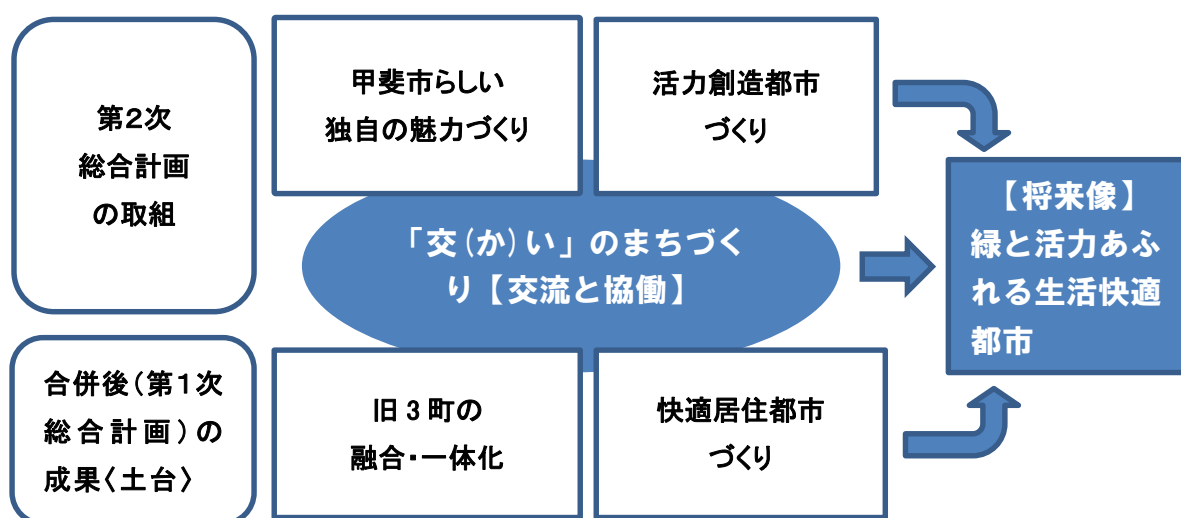 第2次
総合計画
の取組
甲斐市らしい
独自の魅力づくり
活力創造都市
づくり
「交(か)い」のまちづく
り【交流と協働】
【将来像】
緑と活力あふ
れる生活快適
都市
合併後(第1次
総合計画)の
成果〈土台〉
旧3町の
融合・一体化
快適居住都市
づくり